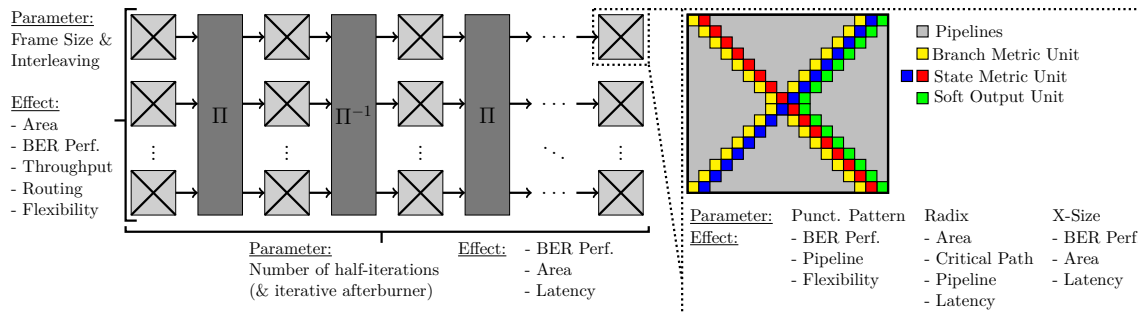 Parameter:
Frame Size &
Interleaving
Effect:
- Area
- BER Perf.
- Throughput
- Routing
- Flexibility
Π
Π⁻¹
Π
Parameter:
Number of half-iterations
(& iterative afterburner)
Effect:
- BER Perf.
- Area
- Latency
Pipelines
Branch Metric Unit
State Metric Unit
Soft Output Unit
Parameter:
Effect:
Punct. Pattern
- BER Perf.
- Pipeline
- Flexibility
Radix
- Area
- Critical Path
- Pipeline
- Latency
X-Size
- BER Perf
- Area
- Latency